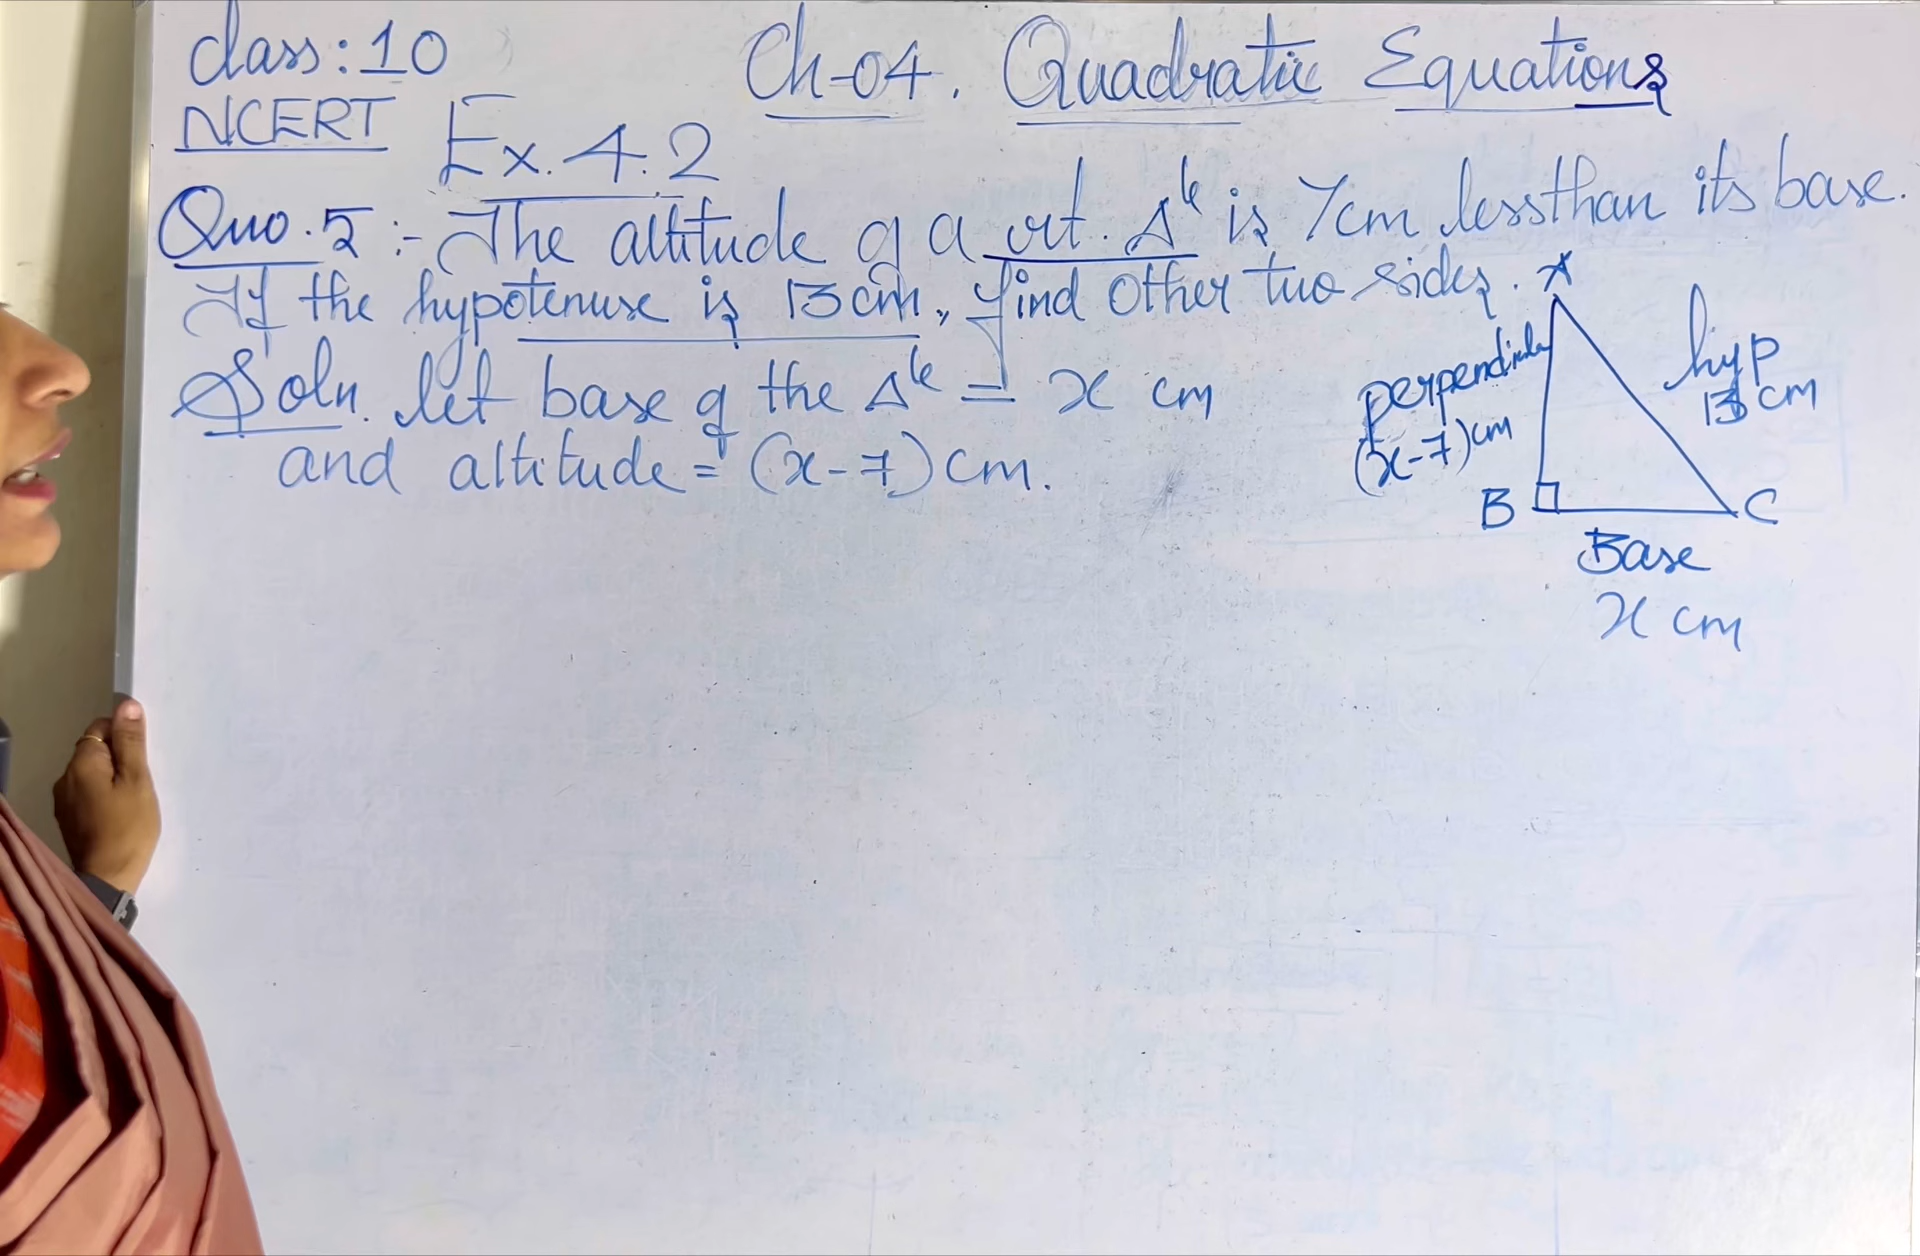 class: 10
Ch-04. Quadratic Equations
NCERT Ex. 4.2
Quo. 5 :- The altitude of a rt. Δle is 7cm less than its base.
If the hypotenuse is 13cm, find other two sides.
Soln. let base of the Δle = x cm
and altitude = (x-7) cm.
A
perpendicular
(x-7) cm
hyp
13 cm
B
C
Base
x cm